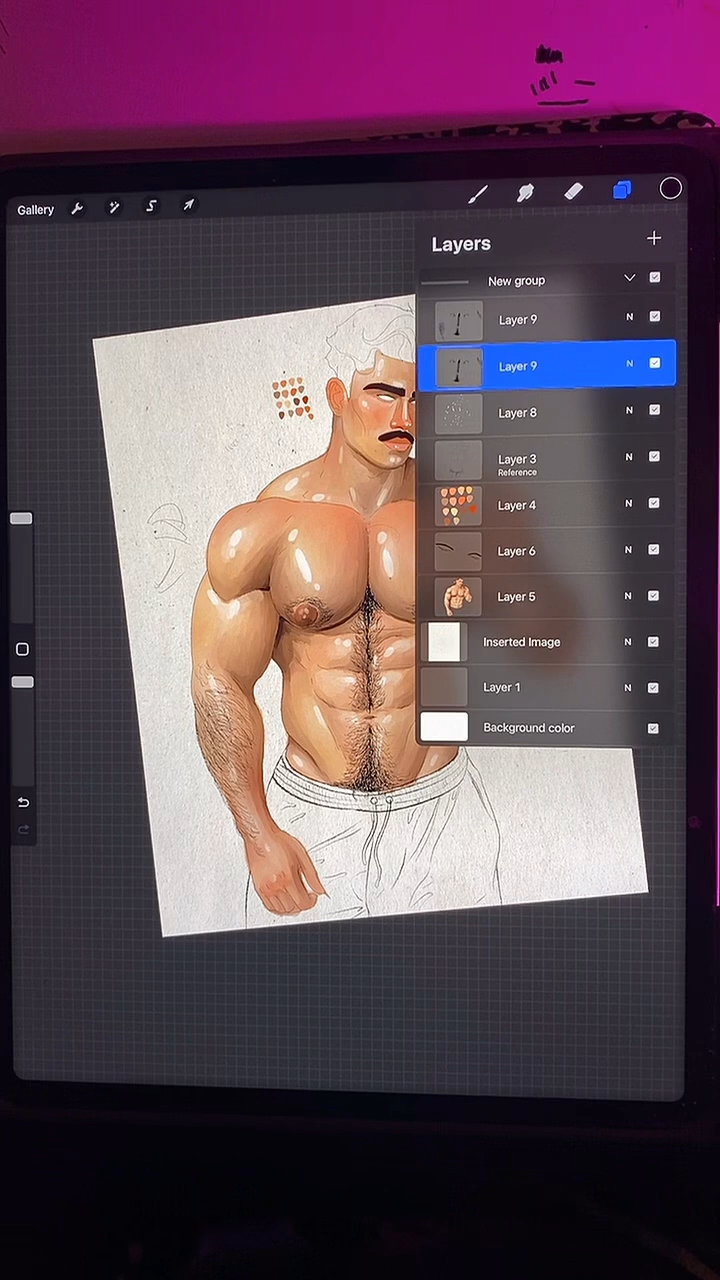 Gallery
Layers
New group
Layer 9
N
Layer 9
N
Layer 8
N
Layer 3
N
Reference
Layer 4
N
Layer 6
N
Layer 5
N
Inserted Image
N
Layer 1
N
Background color